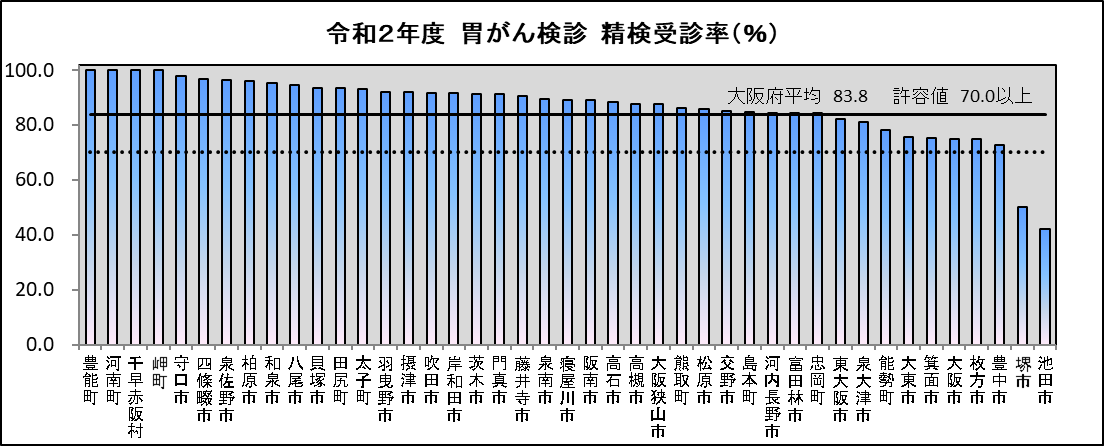 令和２年度 胃がん検診 精検受診率(%)
大阪府平均 83.8 許容値 70.0以上
100.0
80.0
60.0
40.0
20.0
0.0
豊能町
河南町
千早赤阪村
岬町
守口市
四條畷市
泉佐野市
柏原市
和泉市
八尾市
貝塚市
田尻町
太子町
羽曳野市
摂津市
吹田市
岸和田市
茨木市
門真市
藤井寺市
泉南市
寝屋川市
阪南市
高石市
高槻市
大阪狭山市
熊取町
松原市
交野市
島本町
河内長野市
富田林市
忠岡町
東大阪市
泉大津市
能勢町
大東市
箕面市
大阪市
枚方市
豊中市
堺市
池田市